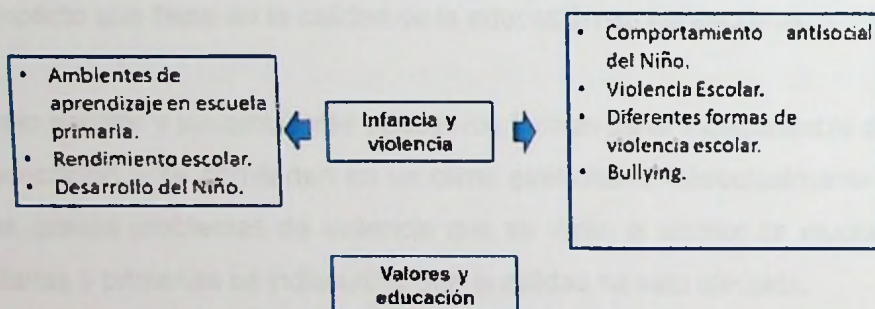 • Ambientes de
aprendizaje en escuela
primaria.
• Rendimiento escolar.
• Desarrollo del Niño.
Infancia y
violencia
• Comportamiento antisocial
del Niño.
• Violencia Escolar.
• Diferentes formas de
violencia escolar.
• Bullying.
Valores y
educación